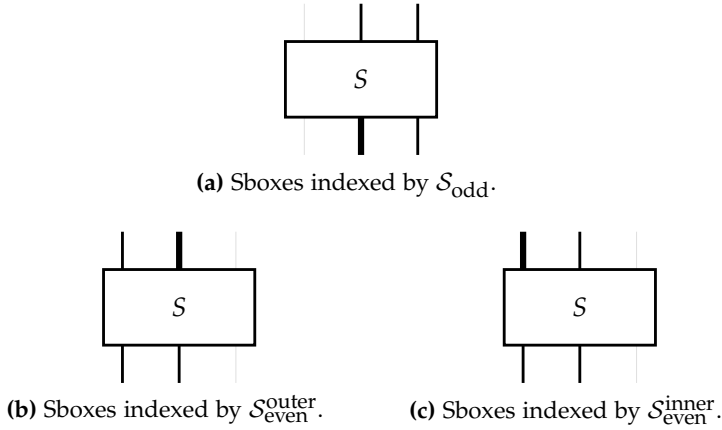 S
(a) Sboxes indexed by S_odd.
S
S
(b) Sboxes indexed by S_even^outer.
(c) Sboxes indexed by S_even^inner.